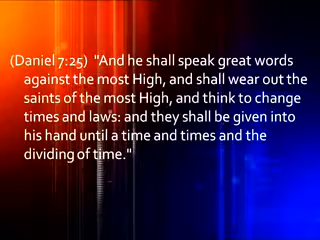 (Daniel 7:25)  "And he shall speak great words
against the most High, and shall wear out the
saints of the most High, and think to change
times and laws: and they shall be given into
his hand until a time and times and the
dividing of time."